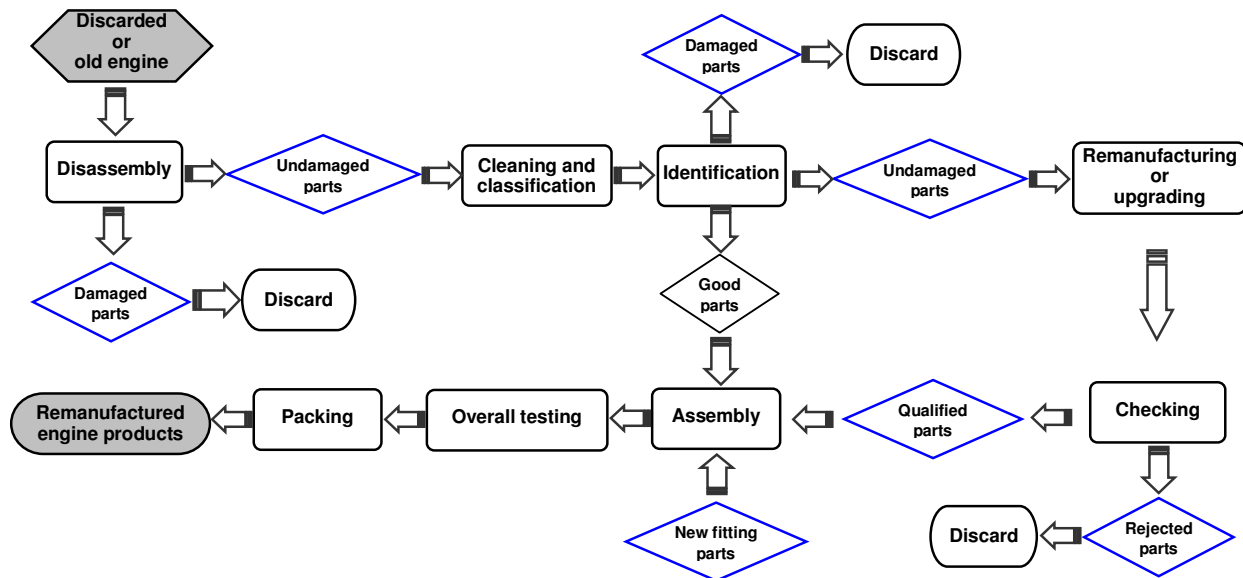 Discarded
or
old engine
Damaged
parts
Discard
Disassembly
Undamaged
parts
Cleaning and
classification
Identification
Undamaged
parts
Remanufacturing
or
upgrading
Damaged
parts
Discard
Good
parts
Remanufactured
engine products
Packing
Overall testing
Assembly
Qualified
parts
Checking
New fitting
parts
Discard
Rejected
parts